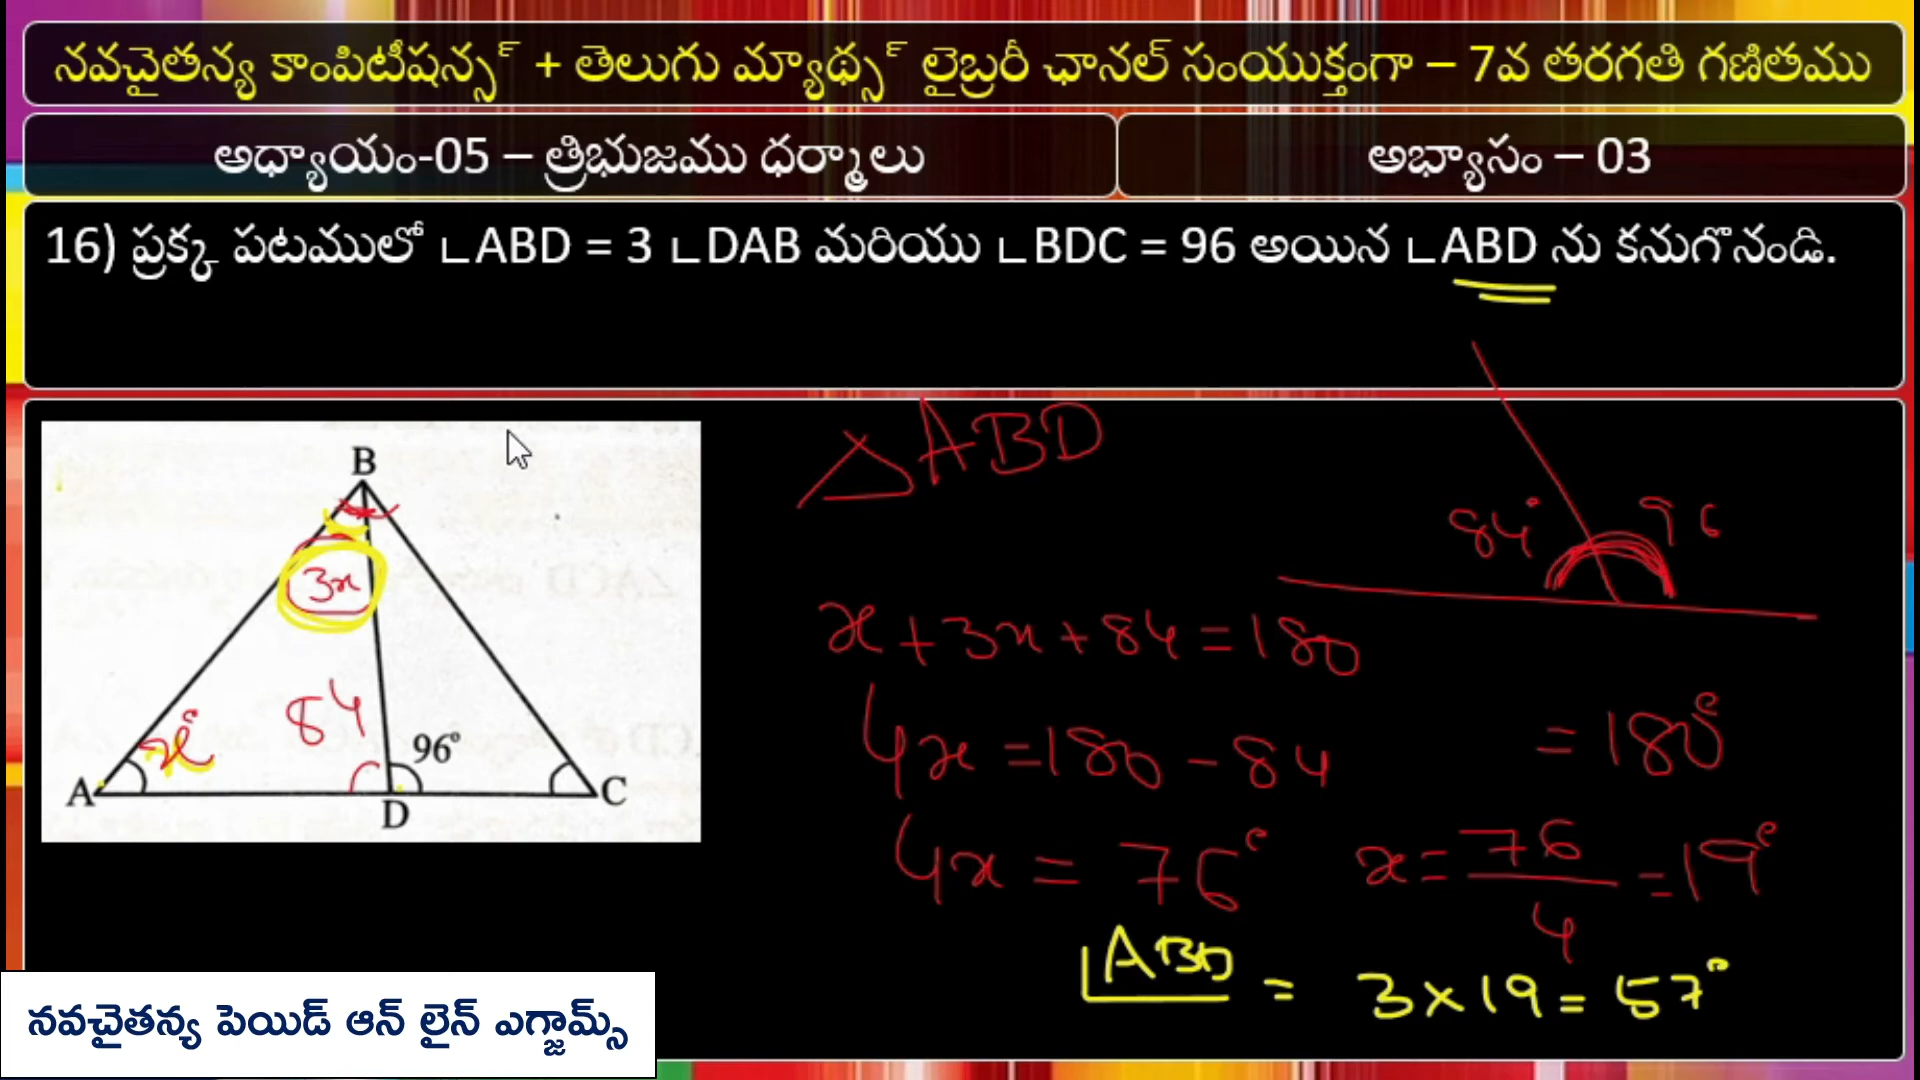 నవచైతన్య కాంపిటీషన్స్ + తెలుగు మ్యాథ్స్ లైబ్రరీ ఛానల్ సంయుక్తంగా – 7వ తరగతి గణితము
అధ్యాయం-05 – త్రిభుజము ధర్మాలు
అభ్యాసం – 03
16) ప్రక్క పటములో ∟ABD = 3 ∟DAB మరియు ∟BDC = 96 అయిన ∟ABD ను కనుగొనండి.
B
3x
x°
84
96°
A
D
C
△ABD
84°
96
x+3x+84=180
4x=180-84
=180°
4x = 76°
x=76/4=19°
∟ABD = 3×19=57°
నవచైతన్య పెయిడ్ ఆన్ లైన్ ఎగ్జామ్స్